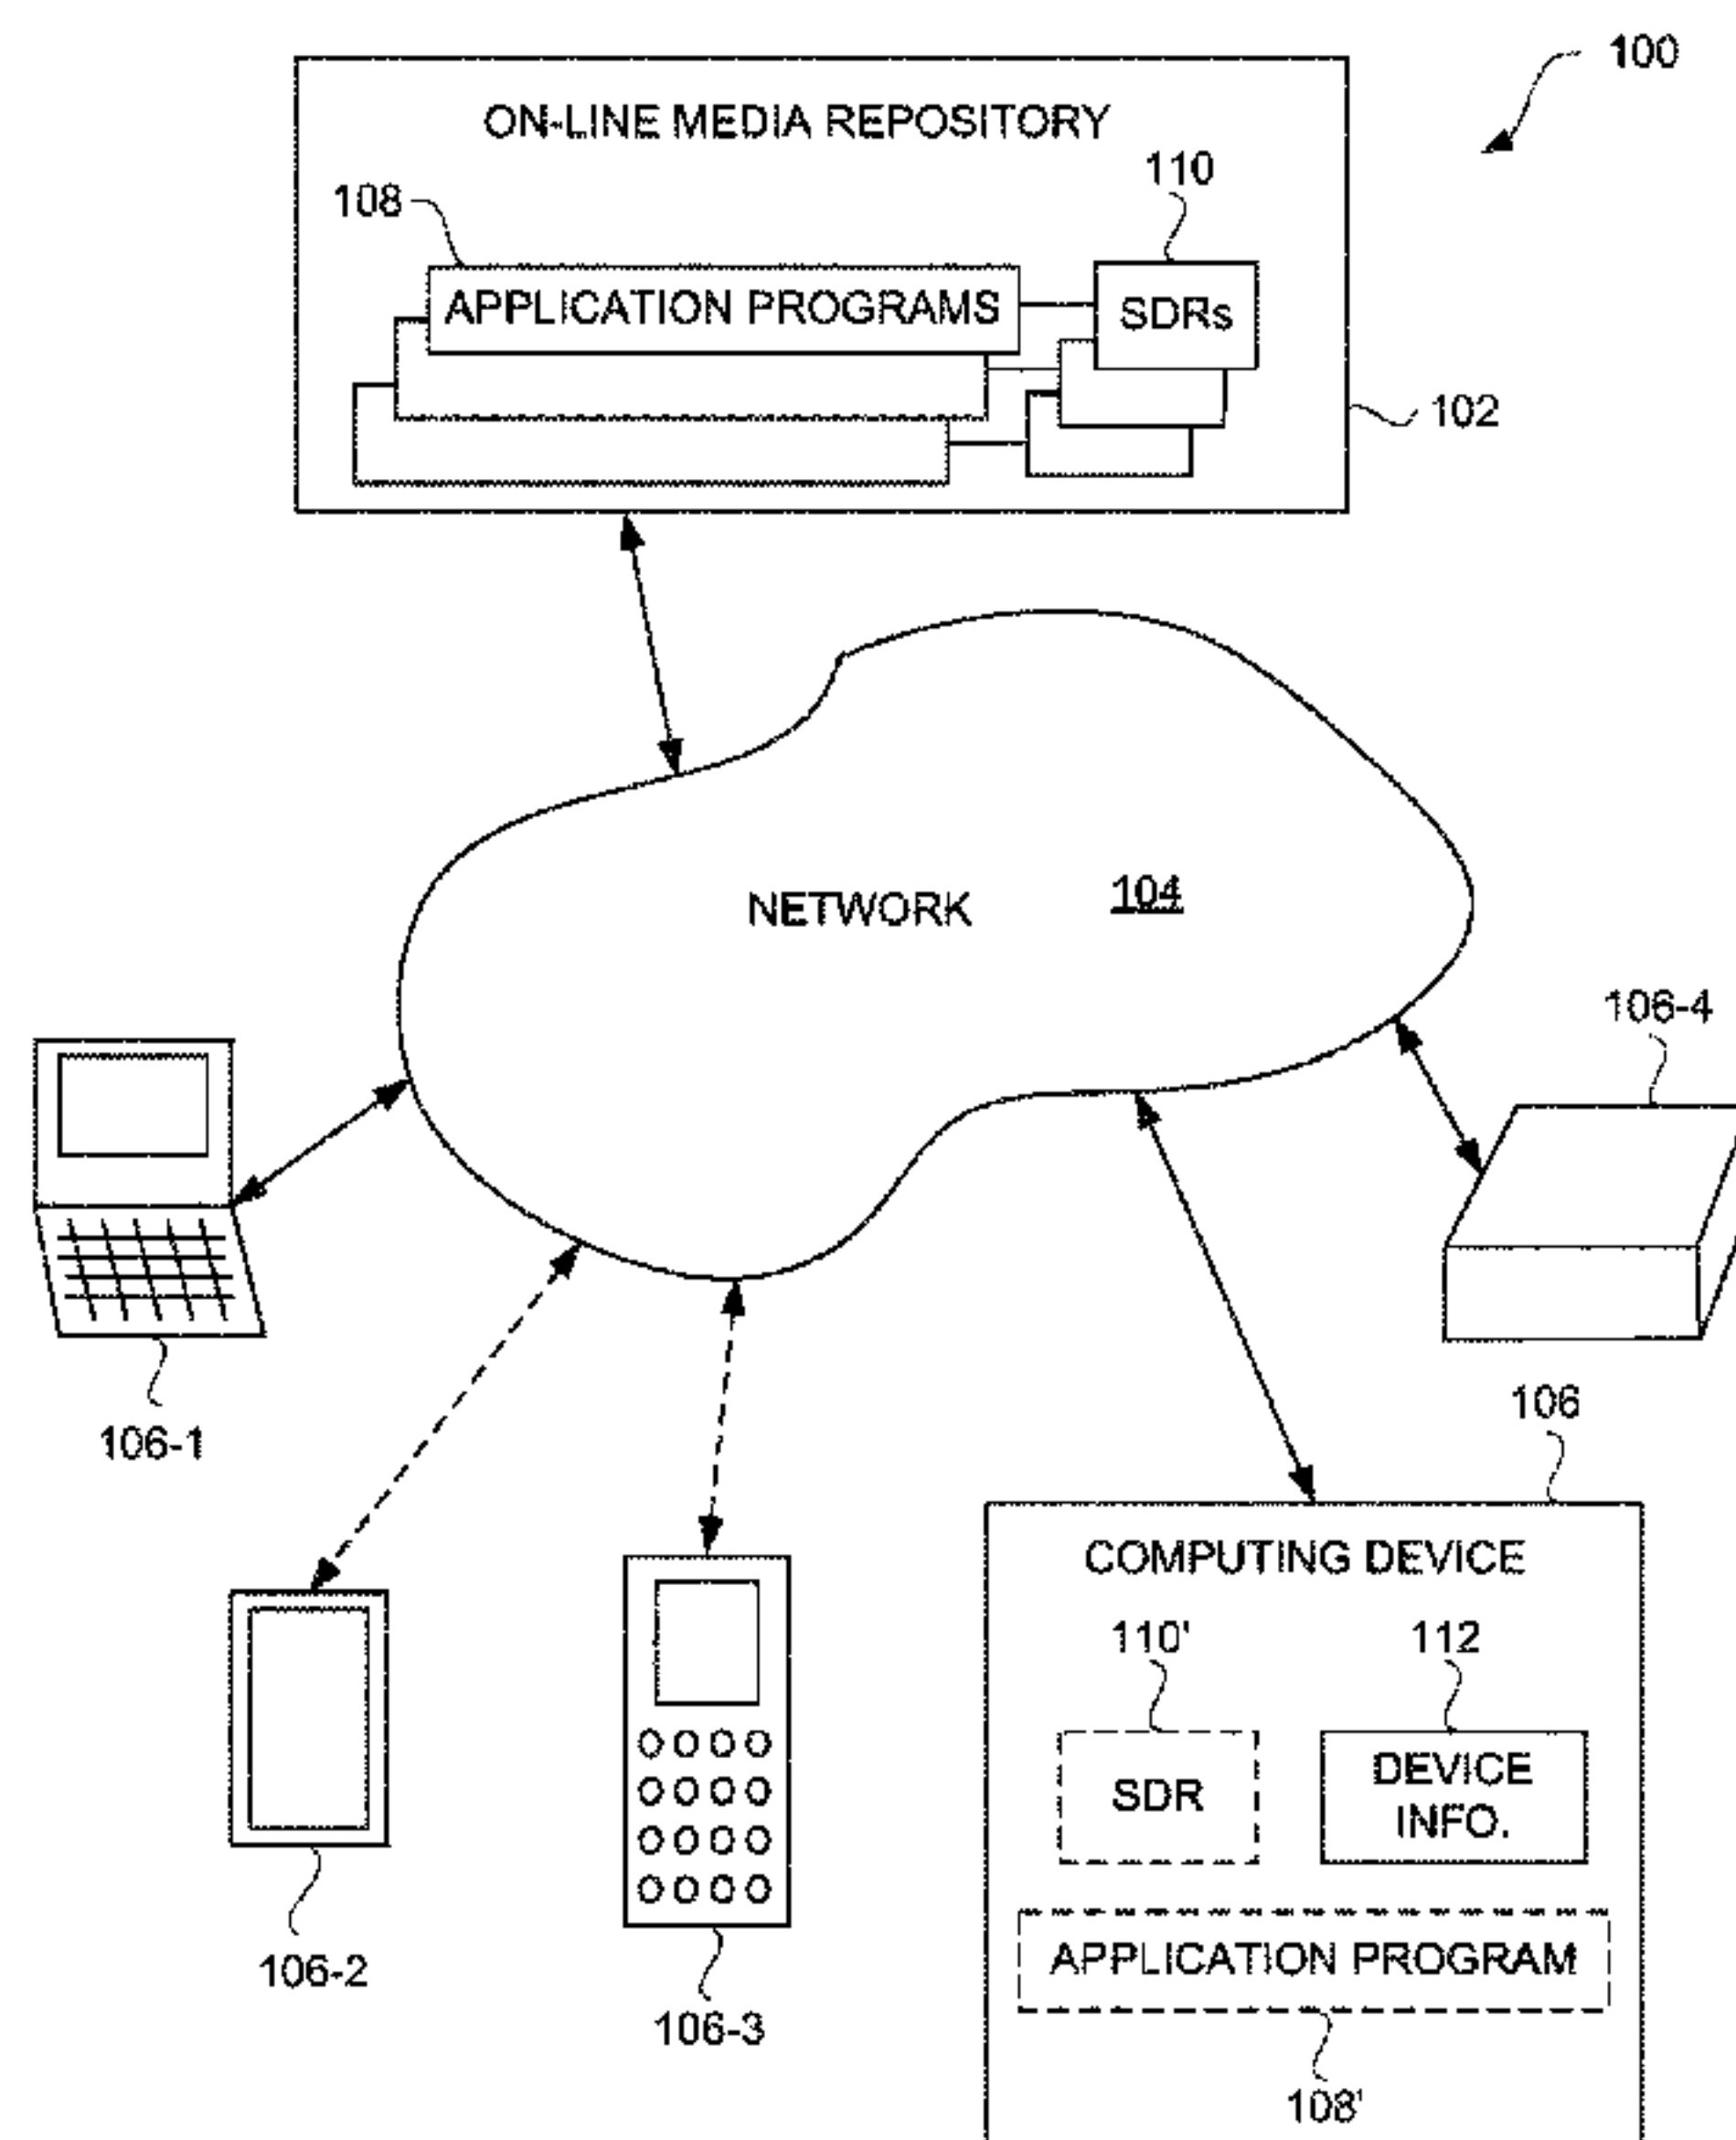 100
ON-LINE MEDIA REPOSITORY
110
108
APPLICATION PROGRAMS
SDRs
102
NETWORK
104
106-4
106-1
106
COMPUTING DEVICE
110'
112
SDR
DEVICE
INFO.
APPLICATION PROGRAM
106-2
106-3
108'